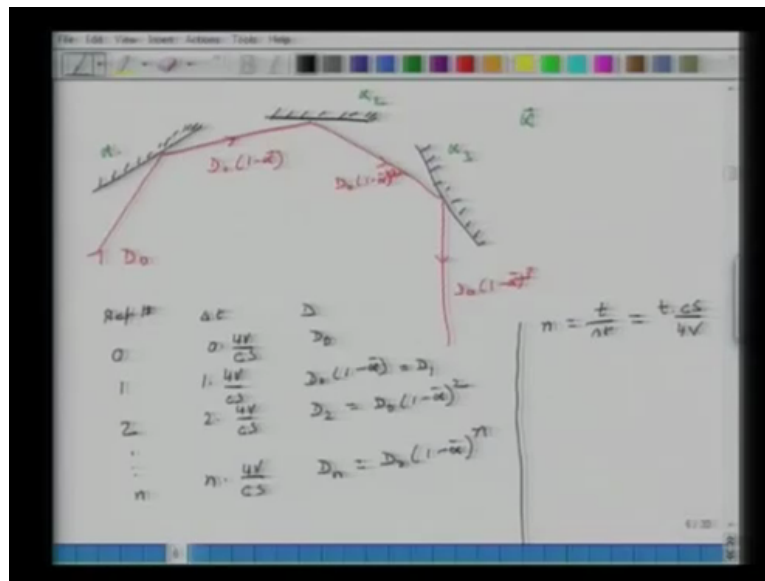 File Edit View Insert Actions Tools Help
α₂
ᾱ
α₁
α₃
D₀(1-ᾱ)
D₀(1-ᾱ)²
D₀
D₀(1-ᾱ)³
Ref # Δt D
0 0·4V/cS D₀
1 1·4V/cS D₀(1-ᾱ) = D₁
2 2·4V/cS D₂ = D₀(1-ᾱ)²
:
n n·4V/cS Dₙ = D₀(1-ᾱ)ⁿ
n = t/Δt = t·cS/4V